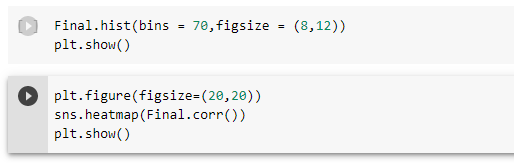 Final.hist(bins = 70,figsize = (8,12))
plt.show()
plt.figure(figsize=(20,20))
sns.heatmap(Final.corr())
plt.show()